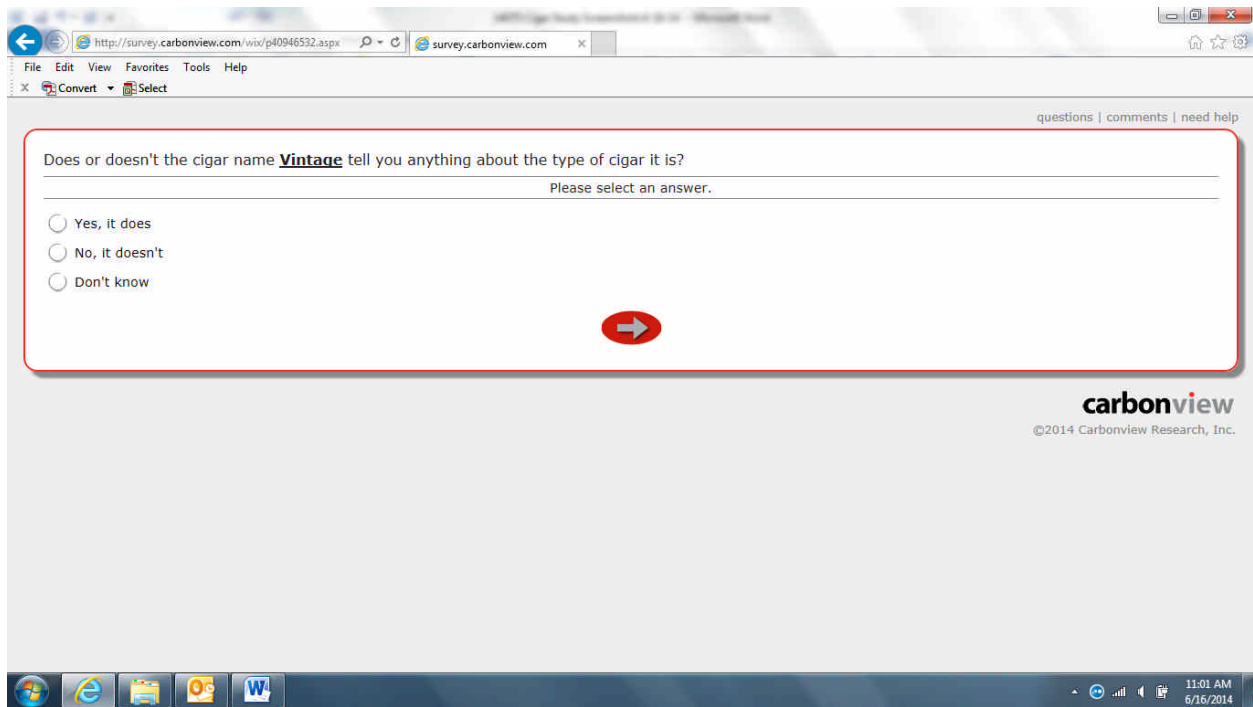 http://survey.carbonview.com/wix/p40946532.aspx
survey.carbonview.com
File Edit View Favorites Tools Help
Convert Select
questions | comments | need help
Does or doesn't the cigar name Vintage tell you anything about the type of cigar it is?
Please select an answer.
Yes, it does
No, it doesn't
Don't know
carbonview
©2014 Carbonview Research, Inc.
11:01 AM
6/16/2014